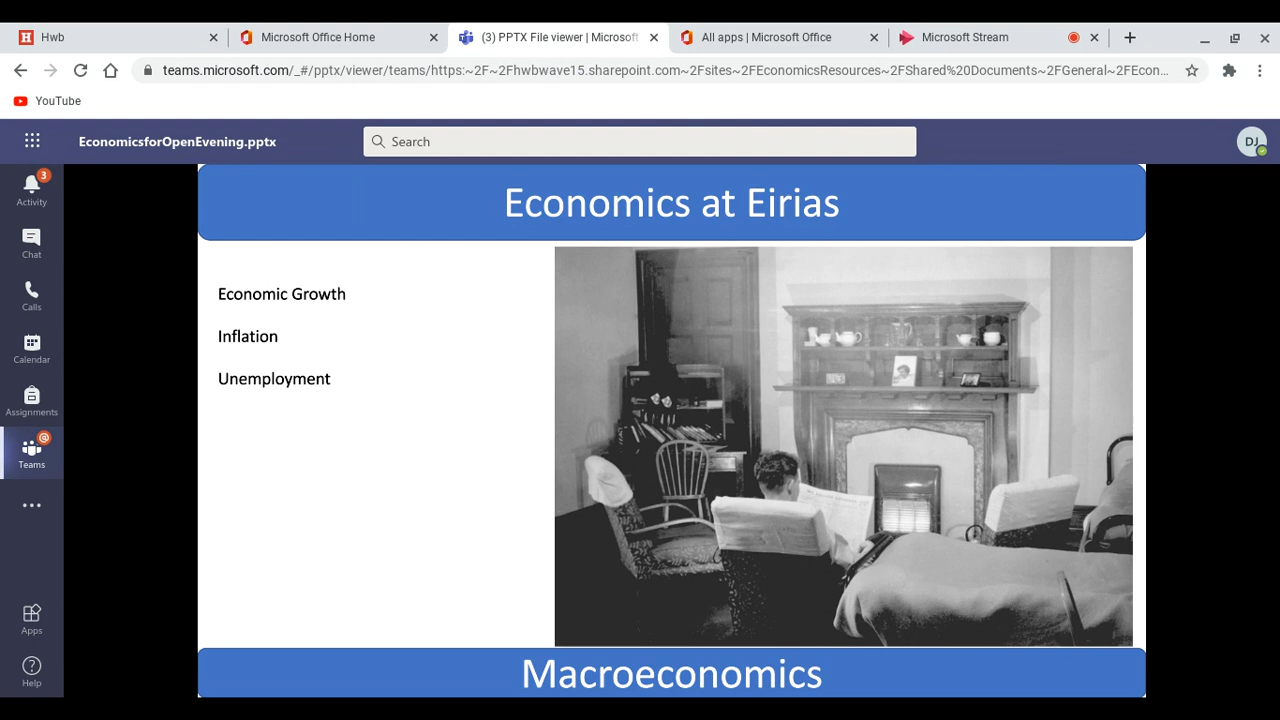 Hwb
Microsoft Office Home
(3) PPTX File viewer | Microsoft
All apps | Microsoft Office
Microsoft Stream
teams.microsoft.com/_#/pptx/viewer/teams/https:~2F~2Fhwbwave15.sharepoint.com~2Fsites~2FEconomicsResources~2FShared%20Documents~2FGeneral~2FEcon...
YouTube
EconomicsforOpenEvening.pptx
Search
DJ
3
Activity
Chat
Calls
Calendar
Assignments
@
Teams
Apps
Help
Economics at Eirias
Economic Growth
Inflation
Unemployment
Macroeconomics